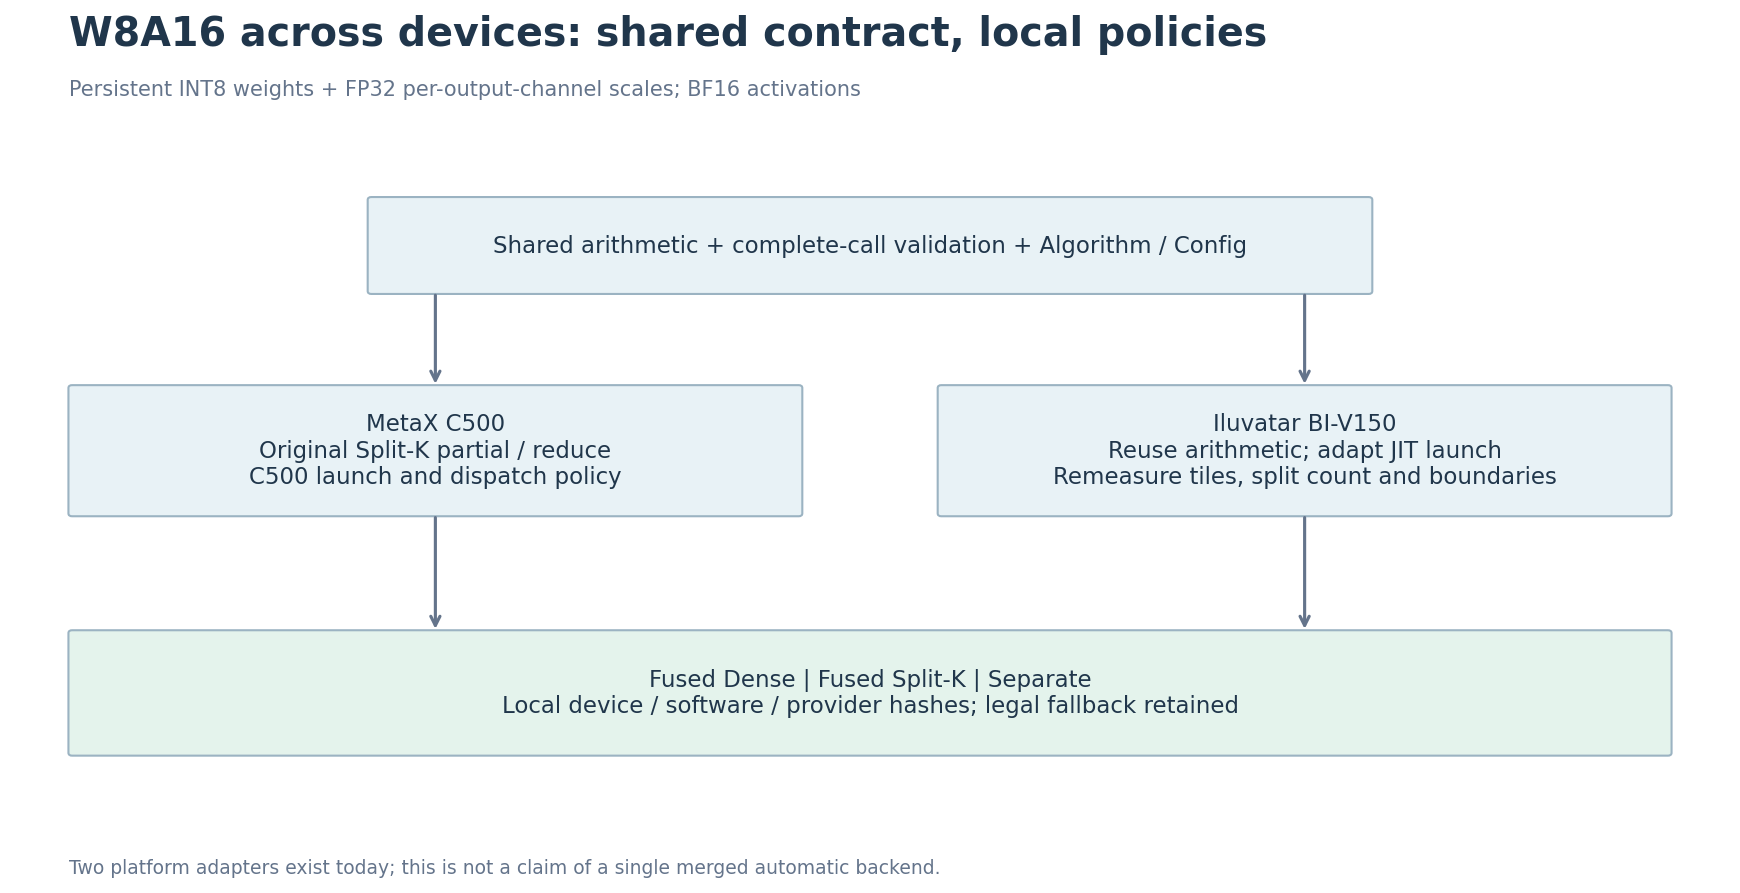 W8A16 across devices: shared contract, local policies
Persistent INT8 weights + FP32 per-output-channel scales; BF16 activations
Shared arithmetic + complete-call validation + Algorithm / Config
MetaX C500
Original Split-K partial / reduce
C500 launch and dispatch policy
Iluvatar BI-V150
Reuse arithmetic; adapt JIT launch
Remeasure tiles, split count and boundaries
Fused Dense | Fused Split-K | Separate
Local device / software / provider hashes; legal fallback retained
Two platform adapters exist today; this is not a claim of a single merged automatic backend.